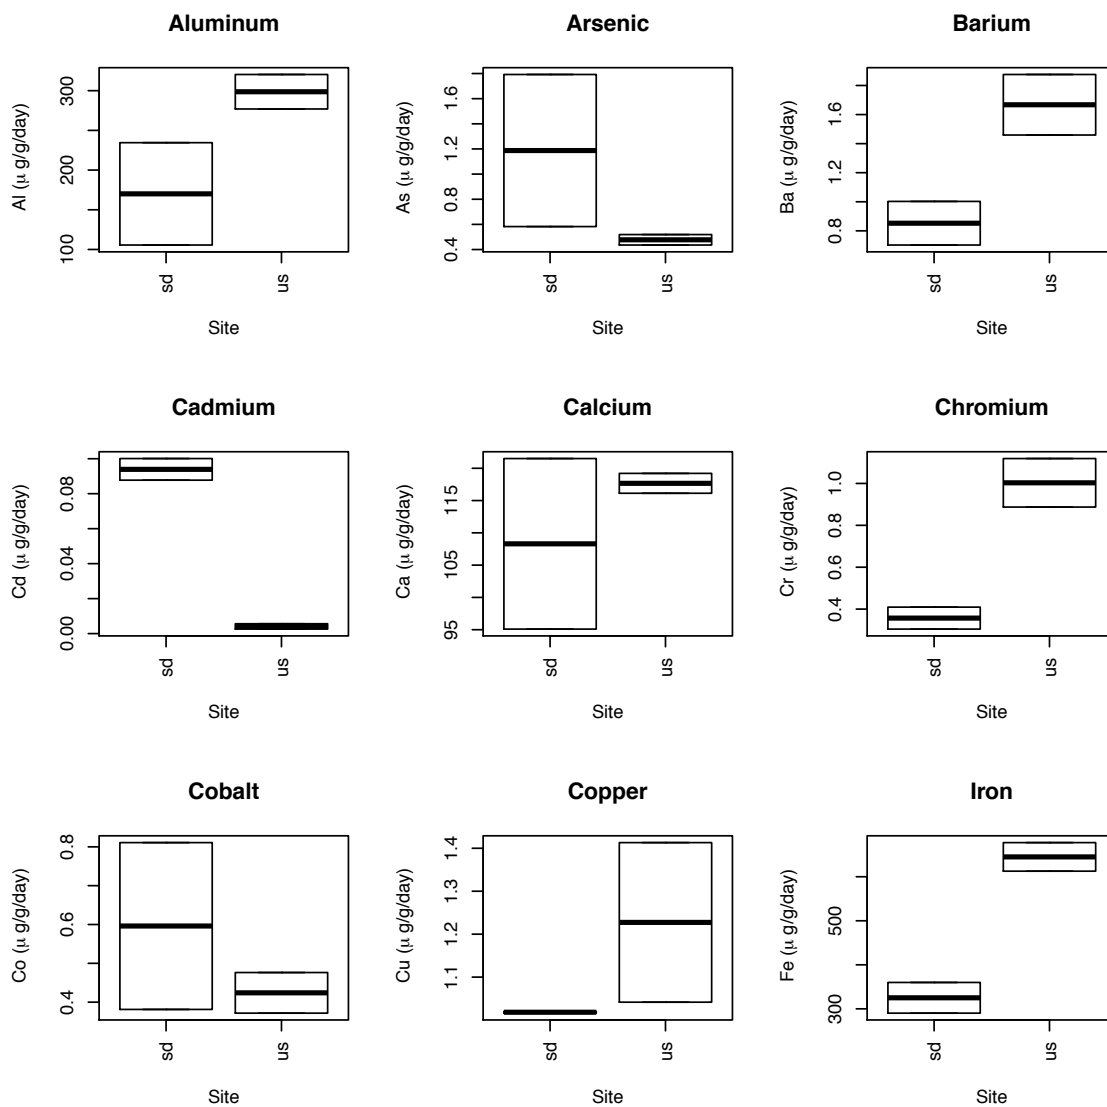 Aluminum
Al (μ g/g/day)
300
200
100
sd
us
Site
Arsenic
As (μ g/g/day)
1.6
1.2
0.8
0.4
sd
us
Site
Barium
Ba (μ g/g/day)
1.6
1.2
0.8
sd
us
Site
Cadmium
Cd (μ g/g/day)
0.08
0.04
0.00
sd
us
Site
Calcium
Ca (μ g/g/day)
115
105
95
sd
us
Site
Chromium
Cr (μ g/g/day)
1.0
0.8
0.6
0.4
sd
us
Site
Cobalt
Co (μ g/g/day)
0.8
0.6
0.4
sd
us
Site
Copper
Cu (μ g/g/day)
1.4
1.3
1.2
1.1
sd
us
Site
Iron
Fe (μ g/g/day)
500
300
sd
us
Site